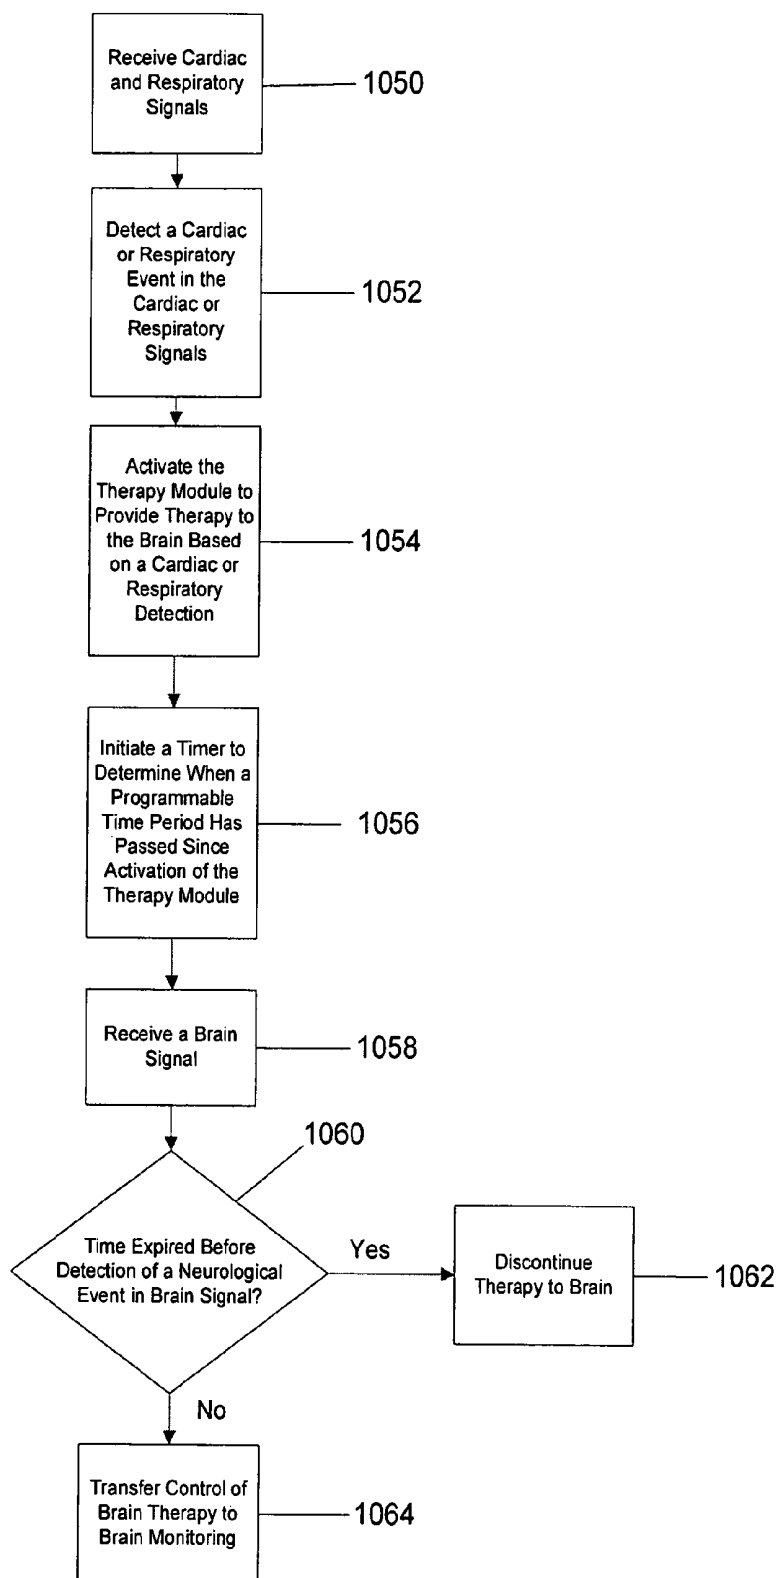 Receive Cardiac
and Respiratory
Signals
1050
Detect a Cardiac
or Respiratory
Event in the
Cardiac or
Respiratory
Signals
1052
Activate the
Therapy Module to
Provide Therapy to
the Brain Based
on a Cardiac or
Respiratory
Detection
1054
Initiate a Timer to
Determine When a
Programmable
Time Period Has
Passed Since
Activation of the
Therapy Module
1056
Receive a Brain
Signal
1058
1060
Time Expired Before
Detection of a Neurological
Event in Brain Signal?
Yes
Discontinue
Therapy to Brain
1062
No
Transfer Control of
Brain Therapy to
Brain Monitoring
1064